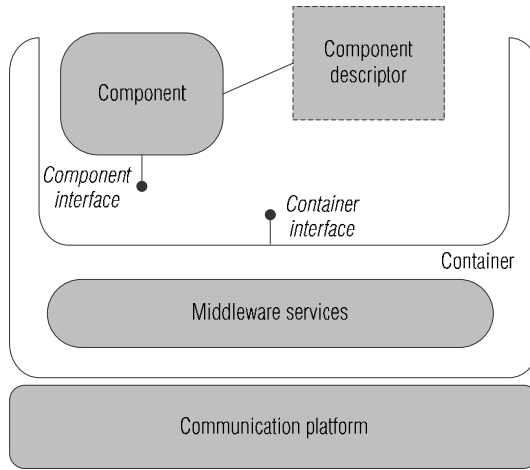 Component
Component
descriptor
Component
interface
Container
interface
Container
Middleware services
Communication platform